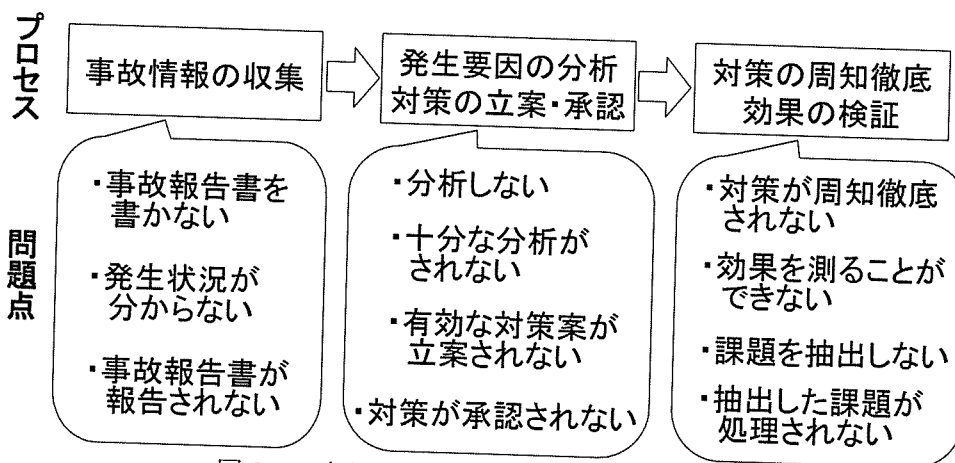 プロセス
事故情報の収集
発生要因の分析
対策の立案・承認
対策の周知徹底
効果の検証
問題点
・事故報告書を
書かない
・発生状況が
分からない
・事故報告書が
報告されない
・分析しない
・十分な分析が
されない
・有効な対策案が
立案されない
・対策が承認されない
・対策が周知徹底
されない
・効果を測ることが
できない
・課題を抽出しない
・抽出した課題が
処理されない